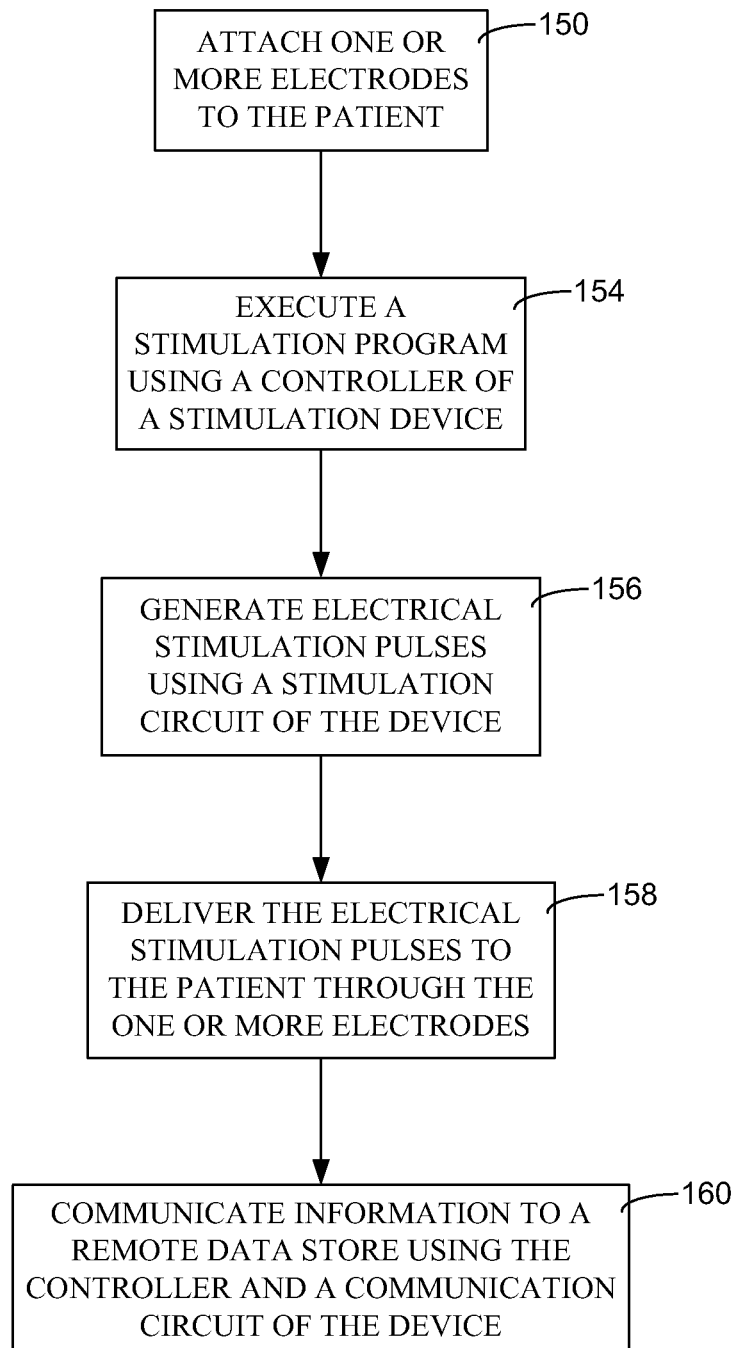 ATTACH ONE OR
MORE ELECTRODES
TO THE PATIENT
150
EXECUTE A
STIMULATION PROGRAM
USING A CONTROLLER OF
A STIMULATION DEVICE
154
GENERATE ELECTRICAL
STIMULATION PULSES
USING A STIMULATION
CIRCUIT OF THE DEVICE
156
DELIVER THE ELECTRICAL
STIMULATION PULSES TO
THE PATIENT THROUGH THE
ONE OR MORE ELECTRODES
158
COMMUNICATE INFORMATION TO A
REMOTE DATA STORE USING THE
CONTROLLER AND A COMMUNICATION
CIRCUIT OF THE DEVICE
160